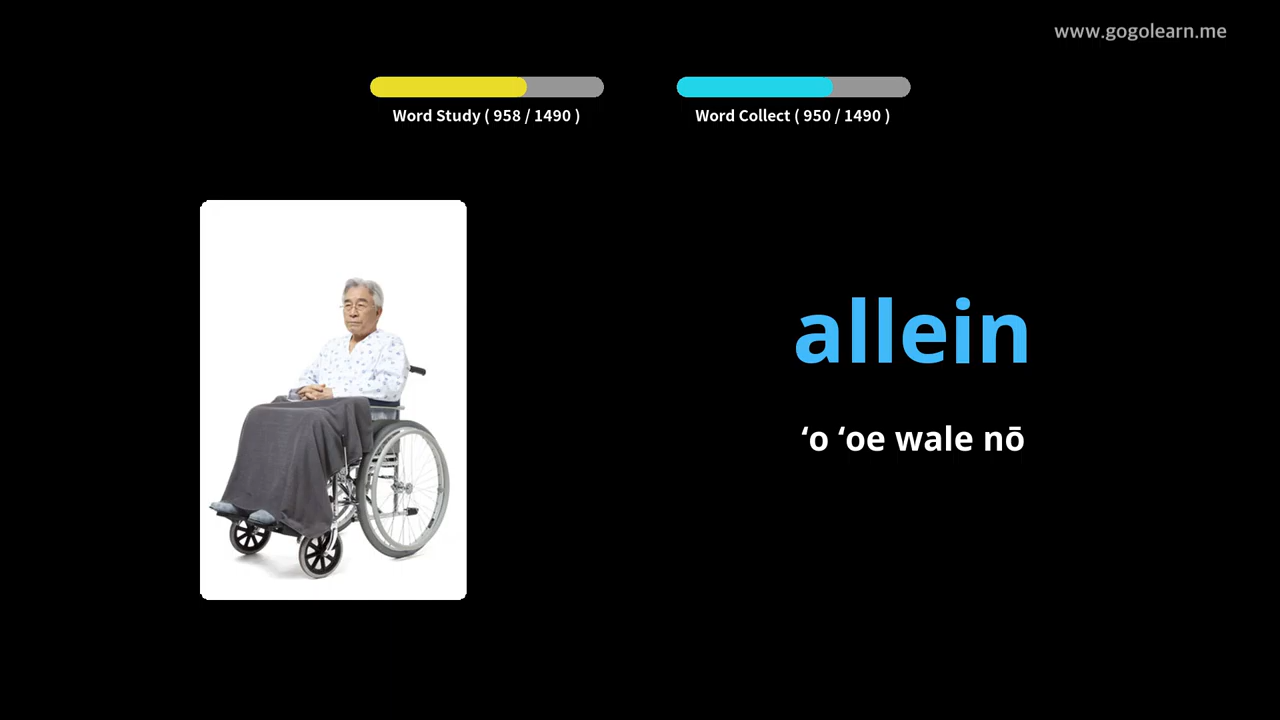 www.gogolearn.me
Word Study ( 958 / 1490 )
Word Collect ( 950 / 1490 )
allein
ʻo ʻoe wale nō